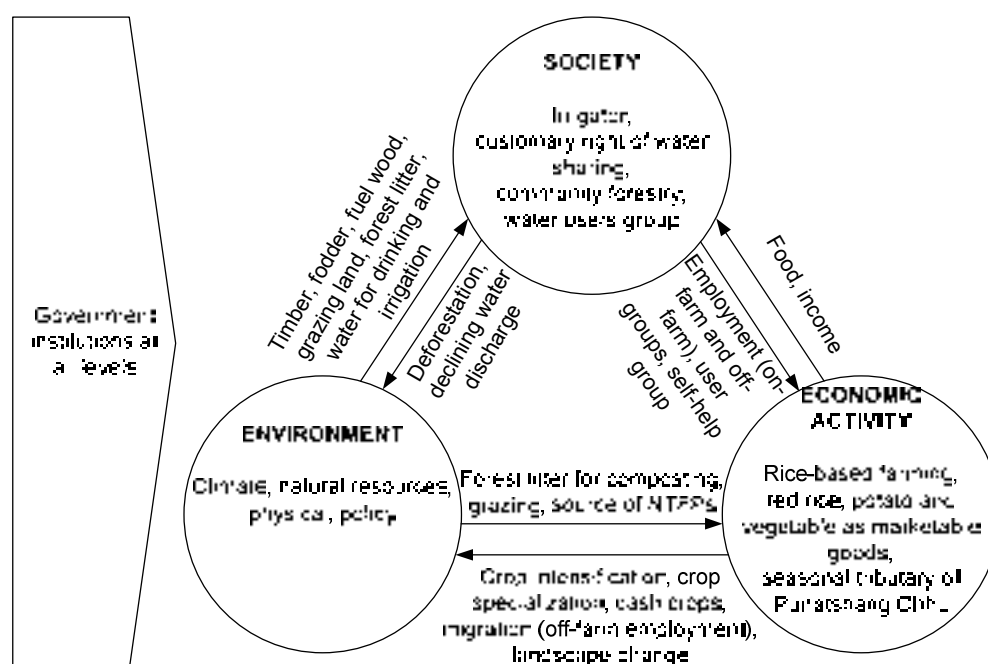 SOCIETY
Irrigator,
customary right of water
sharing,
community forestry,
water users group
Timber, fodder, fuel wood,
grazing land, forest litter,
water for drinking and
irrigation
Deforestation,
declining water
discharge
Employment (on-
farm and off-
farm), user
groups, self-help
group
Food, income
Government
institutions at
all levels
ENVIRONMENT
Climate, natural resources,
physical, policy
Forest litter for composting,
grazing, source of NTFPs
Crop intensification, crop
specialization, cash crops,
migration (off-farm employment),
landscape change
ECONOMIC
ACTIVITY
Rice-based farming,
red rice, potato and
vegetable as marketable
goods,
seasonal tributary of
Punatshang Chhu